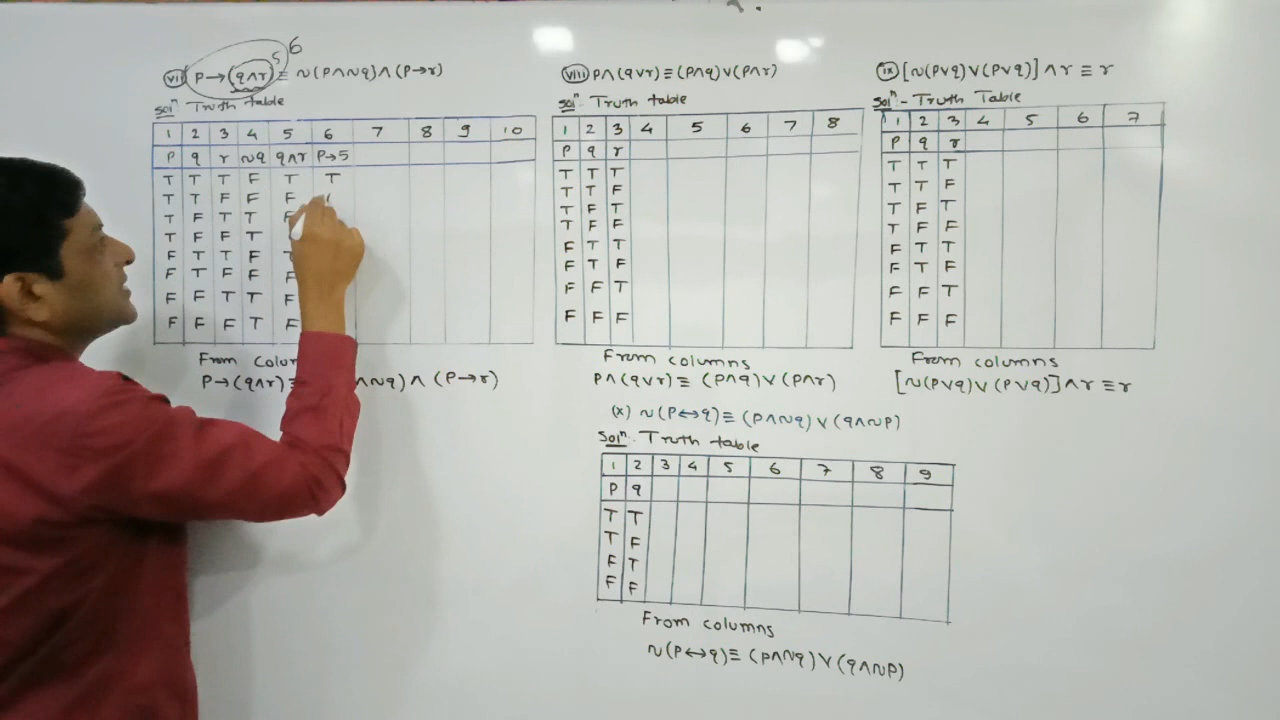 (vii) P→(q∧r) ≡ ~(P∧~q)∧(P→r)
5 6
Solⁿ. Truth table
1 2 3 4 5 6 7 8 9 10
P q r ~q q∧r P→5
T T T F T T
T T F F F
T F T T F
T F F T
F T T F T
F T F F F
F F T T F
F F F T F
From colu
P→(q∧r) ≡ ∧~q)∧(P→r)
(viii) P∧(q∨r)≡(P∧q)∨(P∧r)
Solⁿ. Truth table
1 2 3 4 5 6 7 8
P q r
T T T
T T F
T F T
T F F
F T T
F T F
F F T
F F F
From columns
P∧(q∨r)≡(P∧q)∨(P∧r)
(ix) [~(P∨q)∨(P∨q)]∧r≡r
Solⁿ.- Truth Table
1 2 3 4 5 6 7
P q r
T T T
T T F
T F T
T F F
F T T
F T F
F F T
F F F
From columns
[~(P∨q)∨(P∨q)]∧r≡r
(x) ~(P↔q)≡(P∧~q)∨(q∧~P)
Solⁿ. Truth table
1 2 3 4 5 6 7 8 9
P q
T T
T F
F T
F F
From columns
~(P↔q)≡(P∧~q)∨(q∧~P)